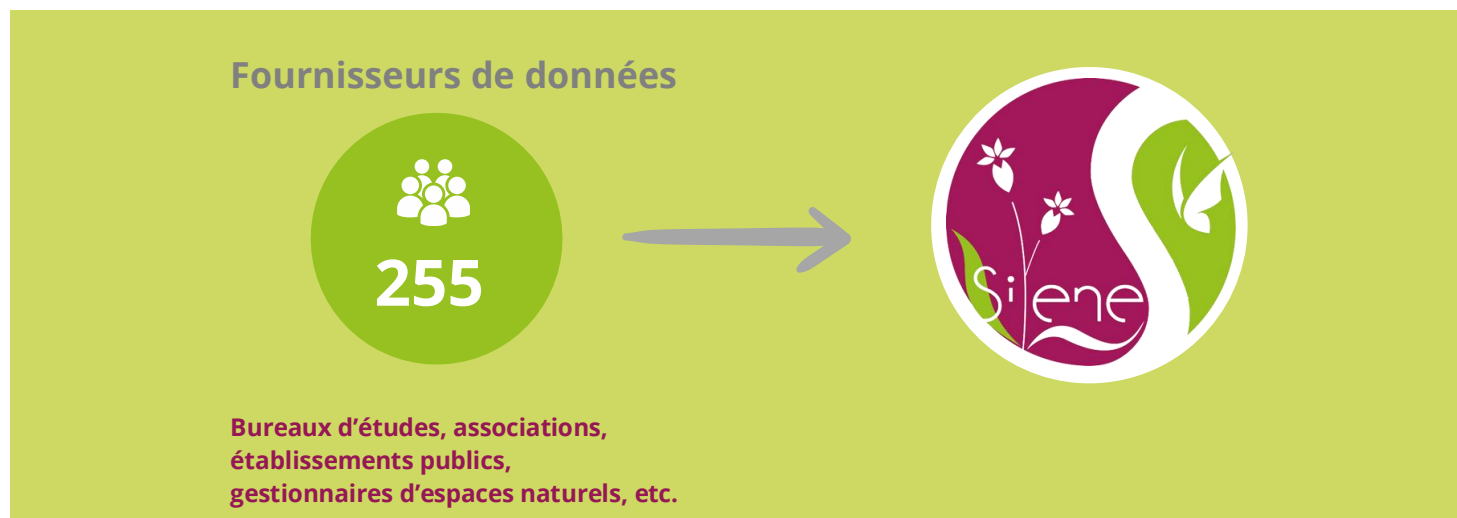 Fournisseurs de données
255
Silene
Bureaux d’études, associations,
établissements publics,
gestionnaires d’espaces naturels, etc.